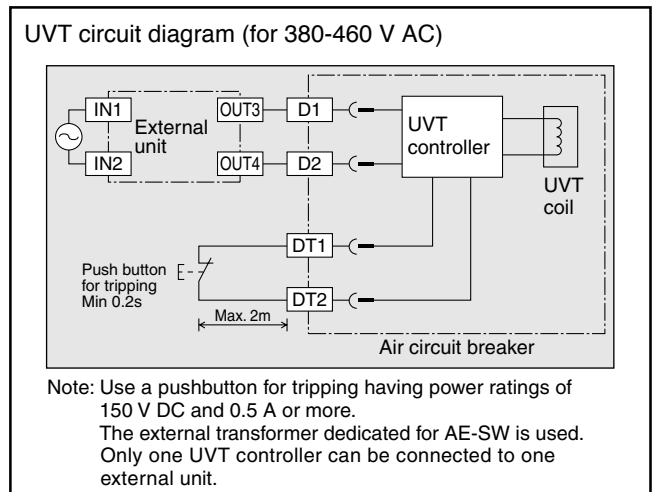 UVT circuit diagram (for 380-460 V AC)
IN1
IN2
External
unit
OUT3
OUT4
D1
D2
UVT
controller
UVT
coil
DT1
DT2
Push button
for tripping
Min 0.2s
Max. 2m
Air circuit breaker
Note: Use a pushbutton for tripping having power ratings of
150 V DC and 0.5 A or more.
The external transformer dedicated for AE-SW is used.
Only one UVT controller can be connected to one
external unit.